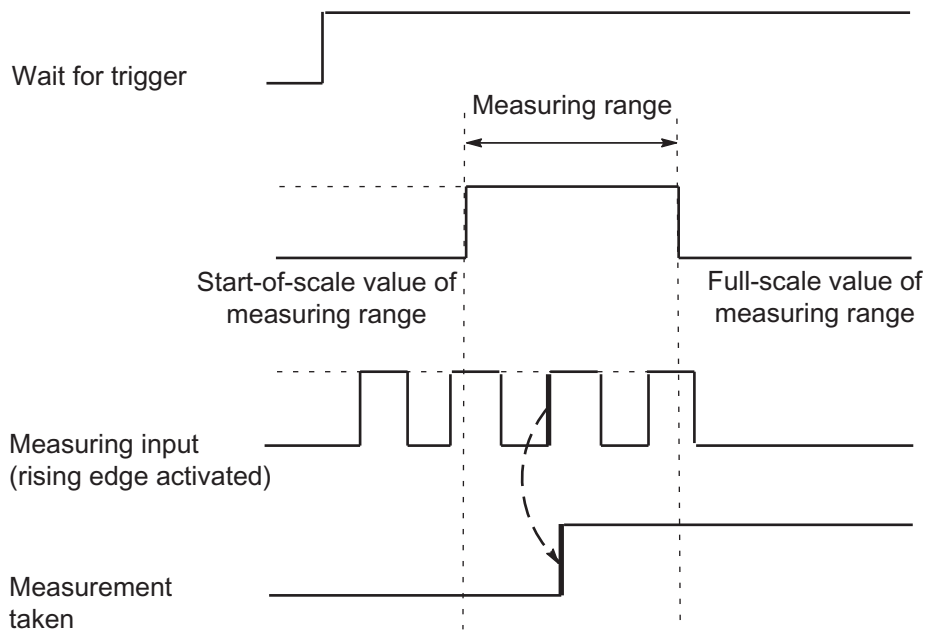 Wait for trigger
Measuring range
Start-of-scale value of
measuring range
Full-scale value of
measuring range
Measuring input
(rising edge activated)
Measurement
taken